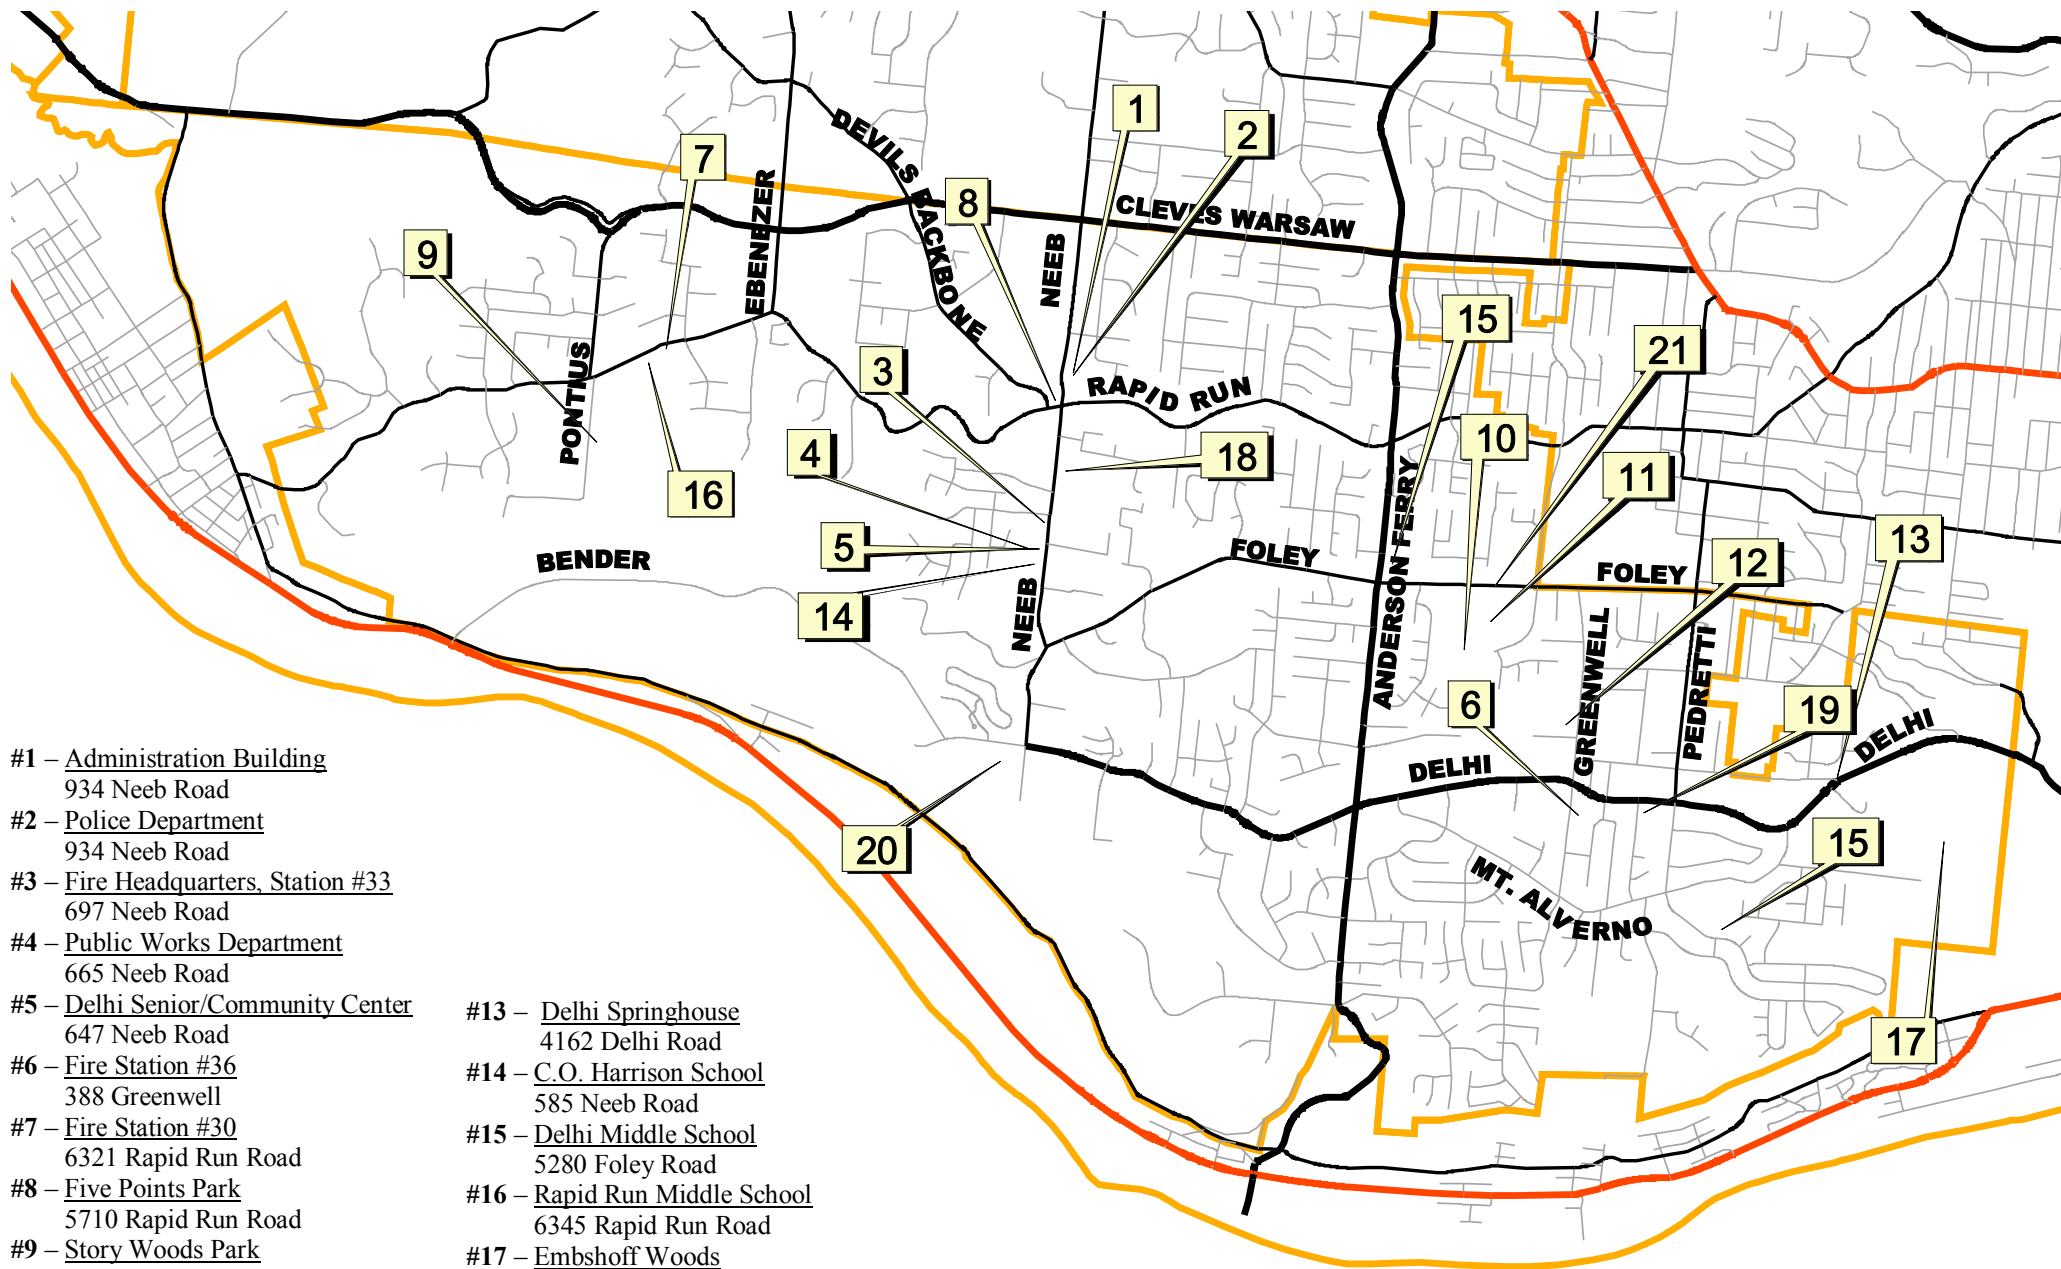 1
2
7
DEVILS BACKBONE
8
EBENEZER
CLEVES WARSAW
9
NEEB
15
21
PONTIUS
3
RAPID RUN
10
4
18
11
ANDERSON FERRY
16
13
5
BENDER
FOLEY
FOLEY
12
14
NEEB
GREENWELL
PEDRETTI
6
19
DELHI
DELHI
20
15
MT. ALVERNO
17
#1 – Administration Building
934 Neeb Road
#2 – Police Department
934 Neeb Road
#3 – Fire Headquarters, Station #33
697 Neeb Road
#4 – Public Works Department
665 Neeb Road
#5 – Delhi Senior/Community Center
647 Neeb Road
#6 – Fire Station #36
388 Greenwell
#7 – Fire Station #30
6321 Rapid Run Road
#8 – Five Points Park
5710 Rapid Run Road
#9 – Story Woods Park
#13 – Delhi Springhouse
4162 Delhi Road
#14 – C.O. Harrison School
585 Neeb Road
#15 – Delhi Middle School
5280 Foley Road
#16 – Rapid Run Middle School
6345 Rapid Run Road
#17 – Embshoff Woods